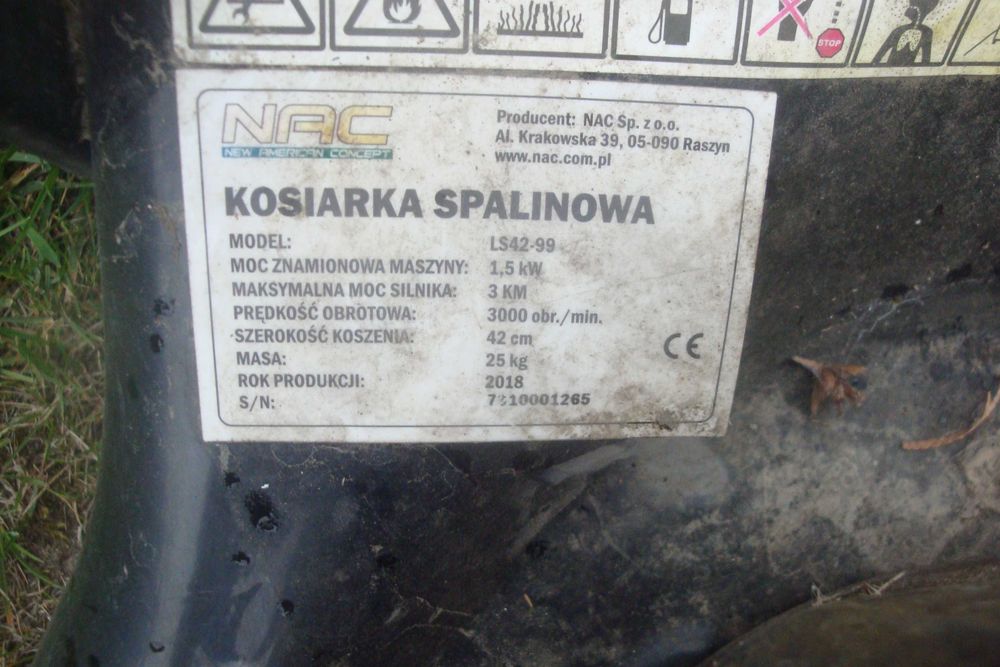 STOP
NAC
NEW AMERICAN CONCEPT
Producent: NAC Sp. z o.o.
Al. Krakowska 39, 05-090 Raszyn
www.nac.com.pl
KOSIARKA SPALINOWA
MODEL: LS42-99
MOC ZNAMIONOWA MASZYNY: 1,5 kW
MAKSYMALNA MOC SILNIKA: 3 KM
PRĘDKOŚĆ OBROTOWA: 3000 obr./min.
SZEROKOŚĆ KOSZENIA: 42 cm
MASA: 25 kg
ROK PRODUKCJI: 2018
S/N: 7810001265
CE